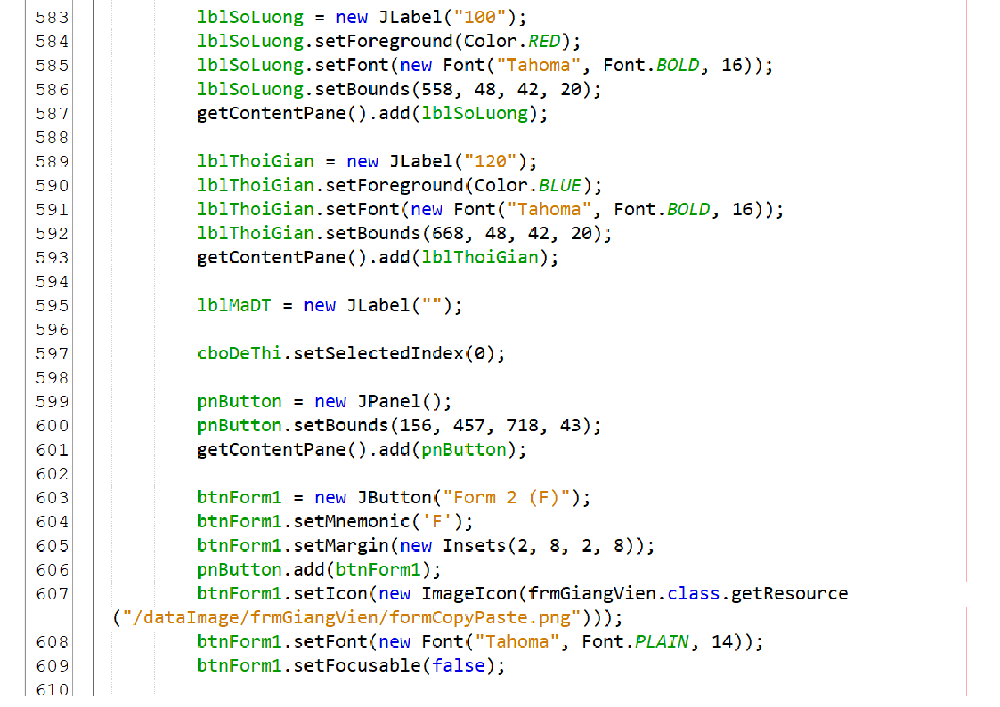 583 lblSoLuong = new JLabel("100");
584 lblSoLuong.setForeground(Color.RED);
585 lblSoLuong.setFont(new Font("Tahoma", Font.BOLD, 16));
586 lblSoLuong.setBounds(558, 48, 42, 20);
587 getContentPane().add(lblSoLuong);
588
589 lblThoiGian = new JLabel("120");
590 lblThoiGian.setForeground(Color.BLUE);
591 lblThoiGian.setFont(new Font("Tahoma", Font.BOLD, 16));
592 lblThoiGian.setBounds(668, 48, 42, 20);
593 getContentPane().add(lblThoiGian);
594
595 lblMaDT = new JLabel("");
596
597 cboDeThi.setSelectedIndex(0);
598
599 pnButton = new JPanel();
600 pnButton.setBounds(156, 457, 718, 43);
601 getContentPane().add(pnButton);
602
603 btnForm1 = new JButton("Form 2 (F)");
604 btnForm1.setMnemonic('F');
605 btnForm1.setMargin(new Insets(2, 8, 2, 8));
606 pnButton.add(btnForm1);
607 btnForm1.setIcon(new ImageIcon(frmGiangVien.class.getResource
("/dataImage/frmGiangVien/formCopyPaste.png")));
608 btnForm1.setFont(new Font("Tahoma", Font.PLAIN, 14));
609 btnForm1.setFocusable(false);
610